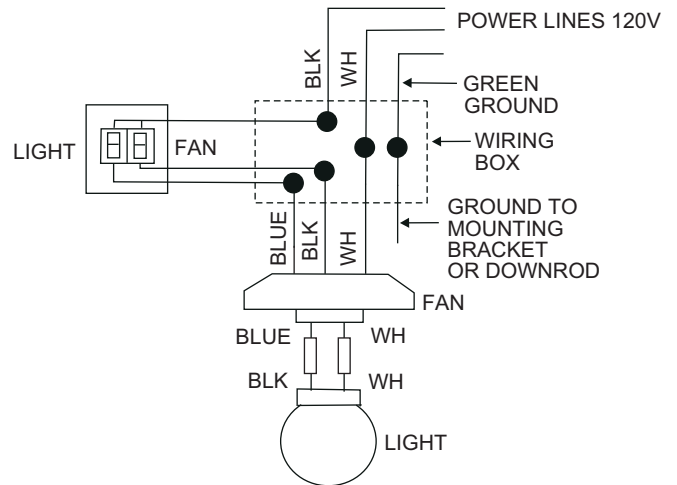 POWER LINES 120V
BLK
WH
GREEN
GROUND
LIGHT
FAN
WIRING
BOX
GROUND TO
MOUNTING
BRACKET
OR DOWNROD
BLUE
BLK
WH
FAN
BLUE
WH
BLK
WH
LIGHT